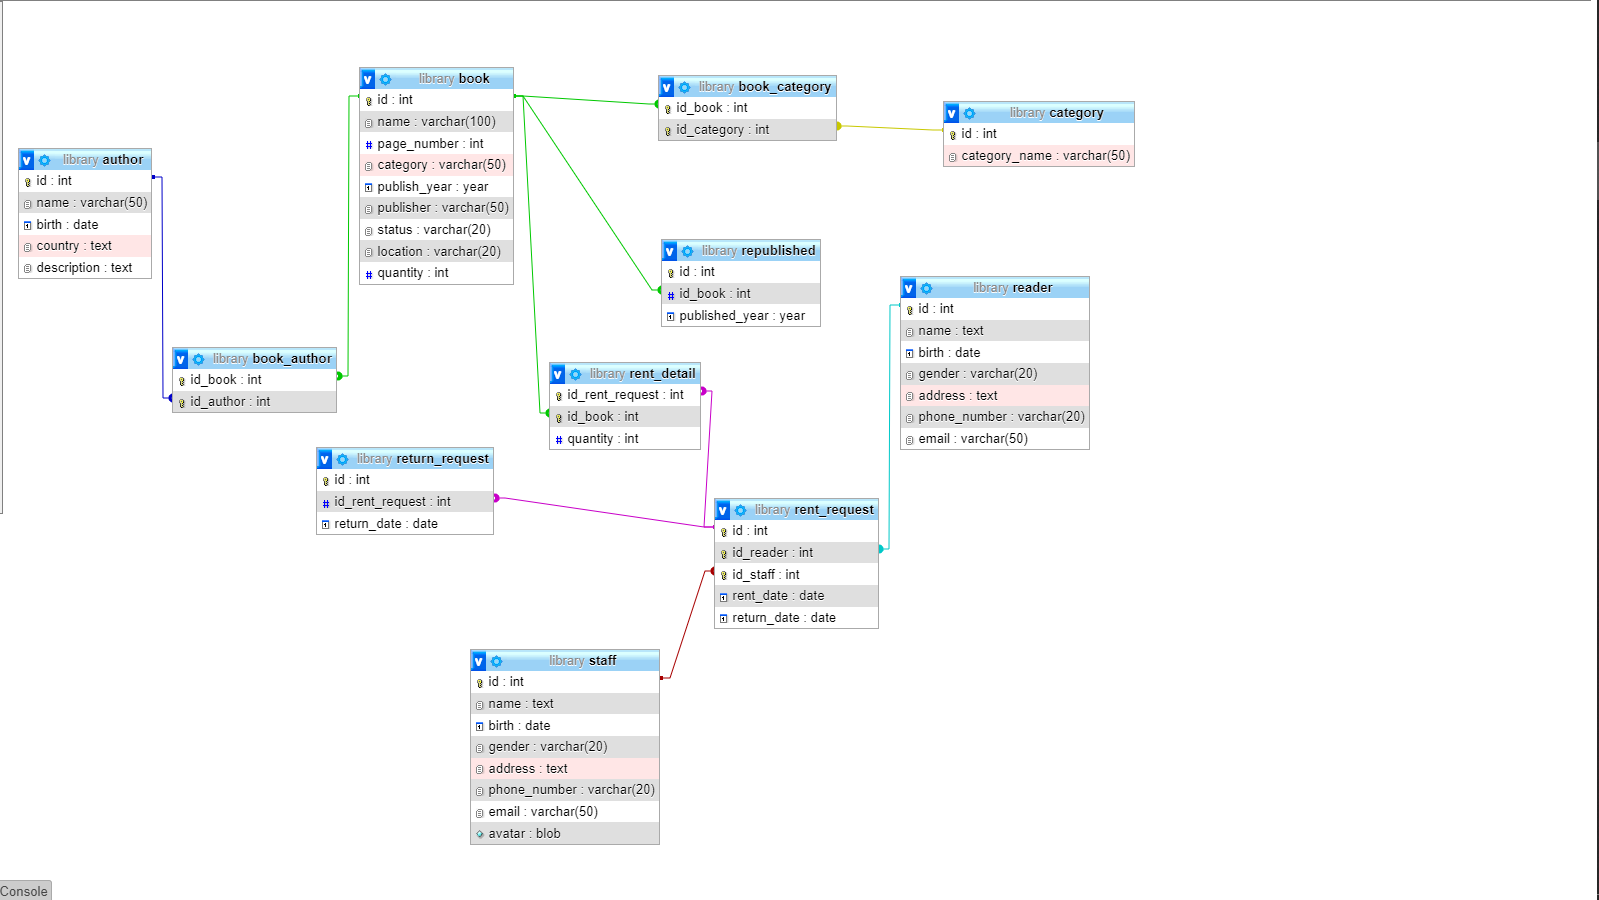 library author
id : int
name : varchar(50)
birth : date
country : text
description : text
library book
id : int
name : varchar(100)
page_number : int
category : varchar(50)
publish_year : year
publisher : varchar(50)
status : varchar(20)
location : varchar(20)
quantity : int
library book_category
id_book : int
id_category : int
library category
id : int
category_name : varchar(50)
library republished
id : int
id_book : int
published_year : year
library reader
id : int
name : text
birth : date
gender : varchar(20)
address : text
phone_number : varchar(20)
email : varchar(50)
library book_author
id_book : int
id_author : int
library rent_detail
id_rent_request : int
id_book : int
quantity : int
library return_request
id : int
id_rent_request : int
return_date : date
library rent_request
id : int
id_reader : int
id_staff : int
rent_date : date
return_date : date
library staff
id : int
name : text
birth : date
gender : varchar(20)
address : text
phone_number : varchar(20)
email : varchar(50)
avatar : blob
Console